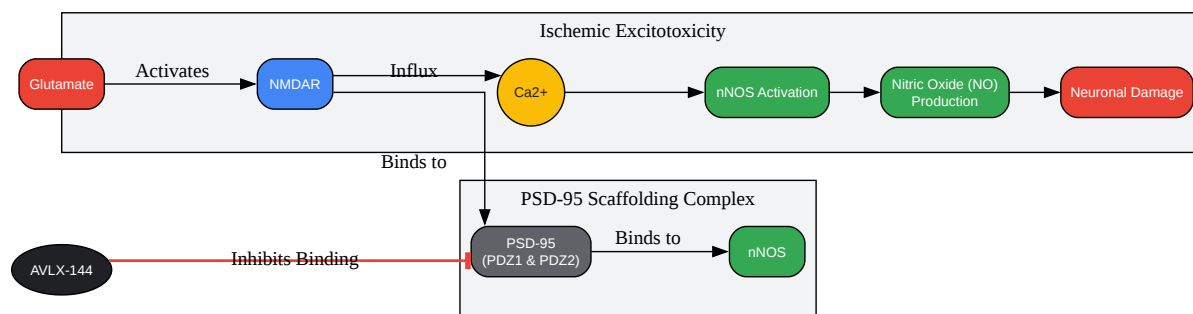 Ischemic Excitotoxicity
Glutamate
Activates
NMDAR
Influx
Ca2+
nNOS Activation
Nitric Oxide (NO)
Production
Neuronal Damage
Binds to
PSD-95 Scaffolding Complex
AVLX-144
Inhibits Binding
PSD-95
(PDZ1 & PDZ2)
Binds to
nNOS